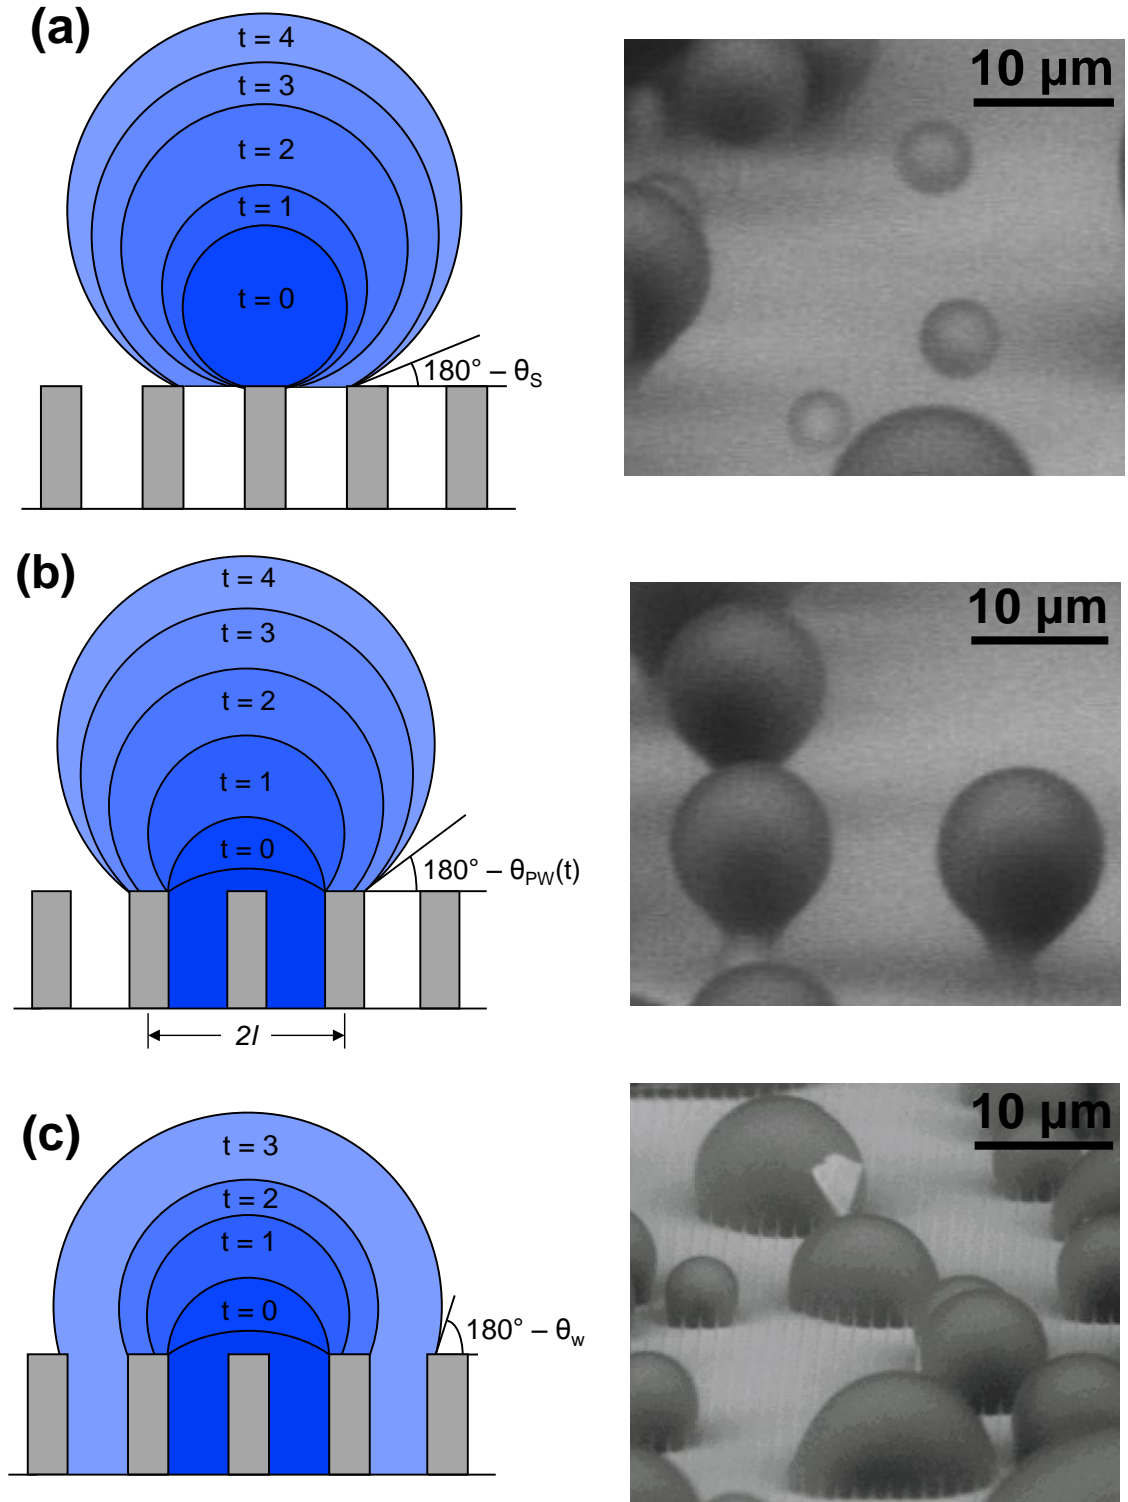 (a)
t = 4
t = 3
t = 2
t = 1
t = 0
180° – θS
10 µm
(b)
t = 4
t = 3
t = 2
t = 1
t = 0
180° – θPW(t)
2l
10 µm
(c)
t = 3
t = 2
t = 1
t = 0
180° – θw
10 µm